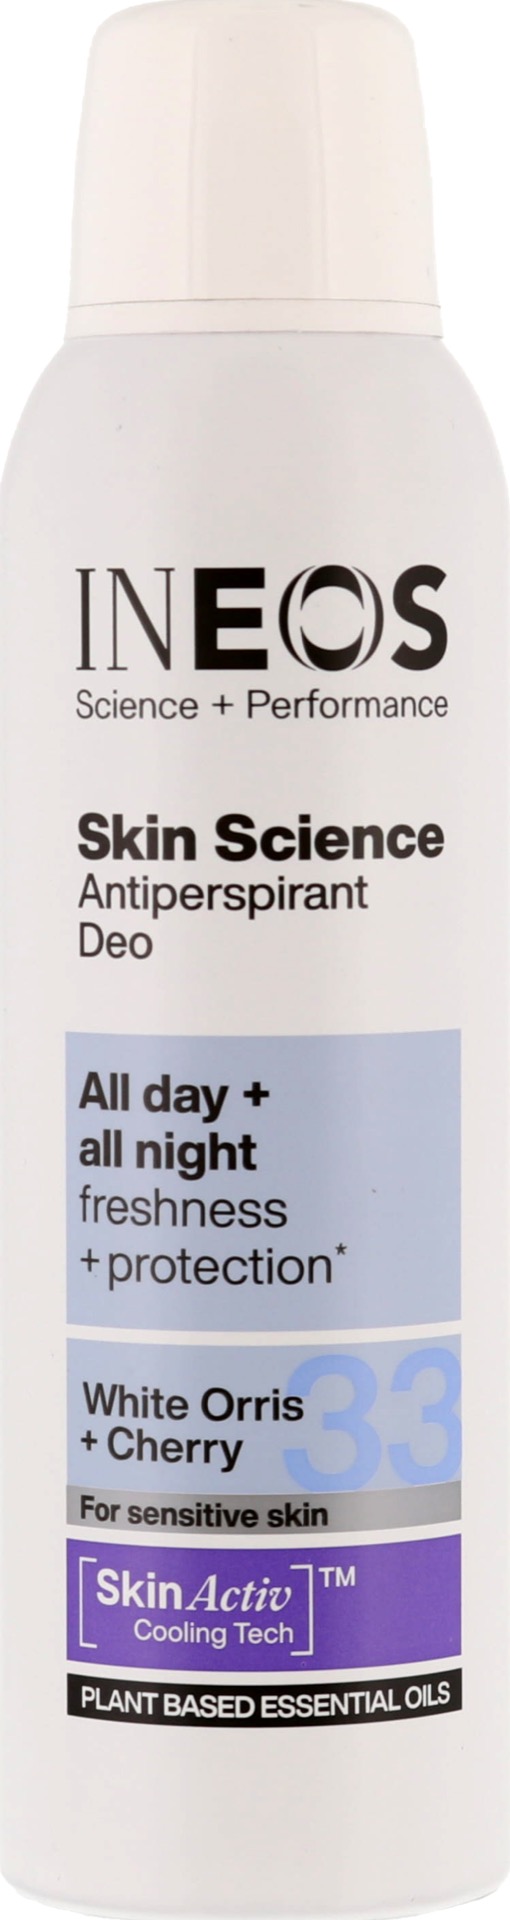 INEOS
Science + Performance
Skin Science
Antiperspirant
Deo
All day +
all night
freshness
+ protection*
33
White Orris
+ Cherry
For sensitive skin
[Skin Activ]™
Cooling Tech
PLANT BASED ESSENTIAL OILS